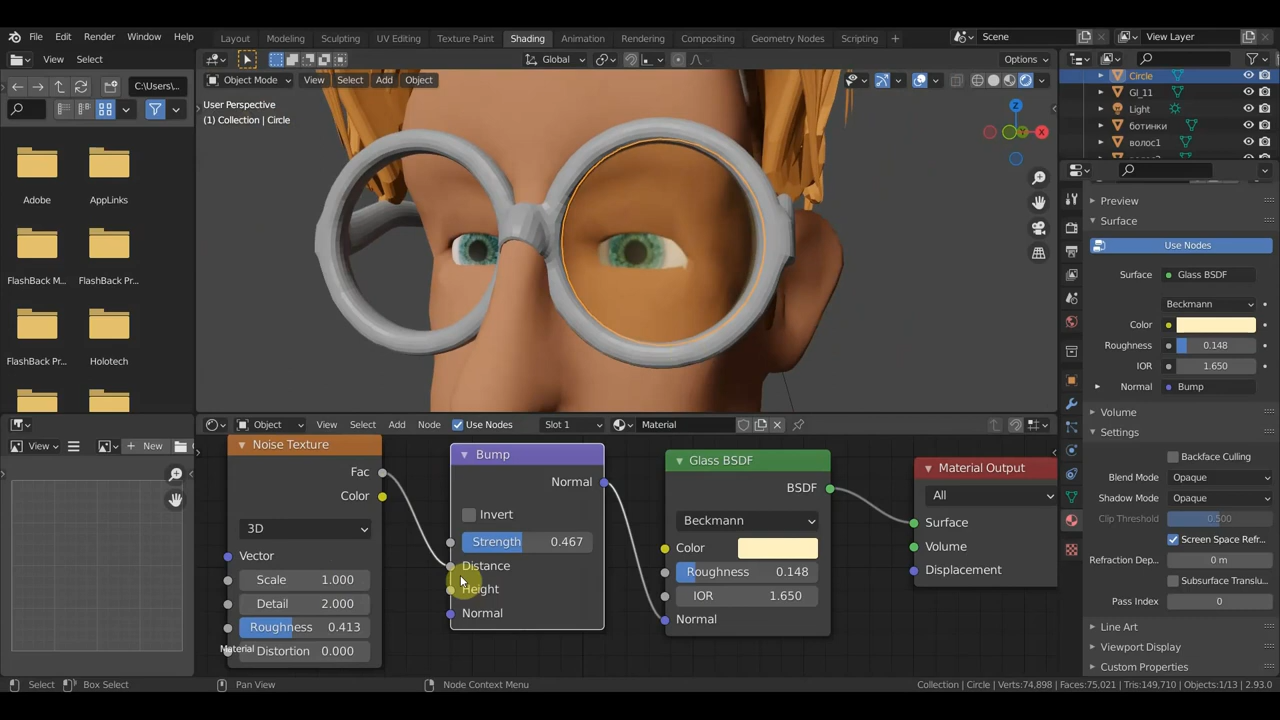 File Edit Render Window Help
Layout Modeling Sculpting UV Editing Texture Paint Shading Animation Rendering Compositing Geometry Nodes Scripting
Scene
View Layer
View Select
C:\Users\...
Adobe
AppLinks
FlashBack M...
FlashBack Pr...
FlashBack Pr...
Holotech
Global
Options
Object Mode View Select Add Object
User Perspective
(1) Collection | Circle
Z
Y
X
Circle
Gl_11
Light
ботинки
волос1
Preview
Surface
Use Nodes
Surface Glass BSDF
Beckmann
Color
Roughness 0.148
IOR 1.650
Normal Bump
Volume
Settings
Backface Culling
Blend Mode Opaque
Shadow Mode Opaque
Clip Threshold 0.500
Screen Space Refr...
Refraction Dep... 0 m
Subsurface Translu...
Pass Index 0
Line Art
Viewport Display
Custom Properties
View
New
Object View Select Add Node Use Nodes Slot 1 Material
Noise Texture
Fac
Color
3D
Vector
Scale 1.000
Detail 2.000
Roughness 0.413
Distortion 0.000
Material
Bump
Normal
Invert
Strength 0.467
Distance
Height
Normal
Glass BSDF
BSDF
Beckmann
Color
Roughness 0.148
IOR 1.650
Normal
Material Output
All
Surface
Volume
Displacement
Select Box Select Pan View Node Context Menu
Collection | Circle | Verts:74,898 | Faces:75,021 | Tris:149,710 | Objects:1/13 | 2.93.0